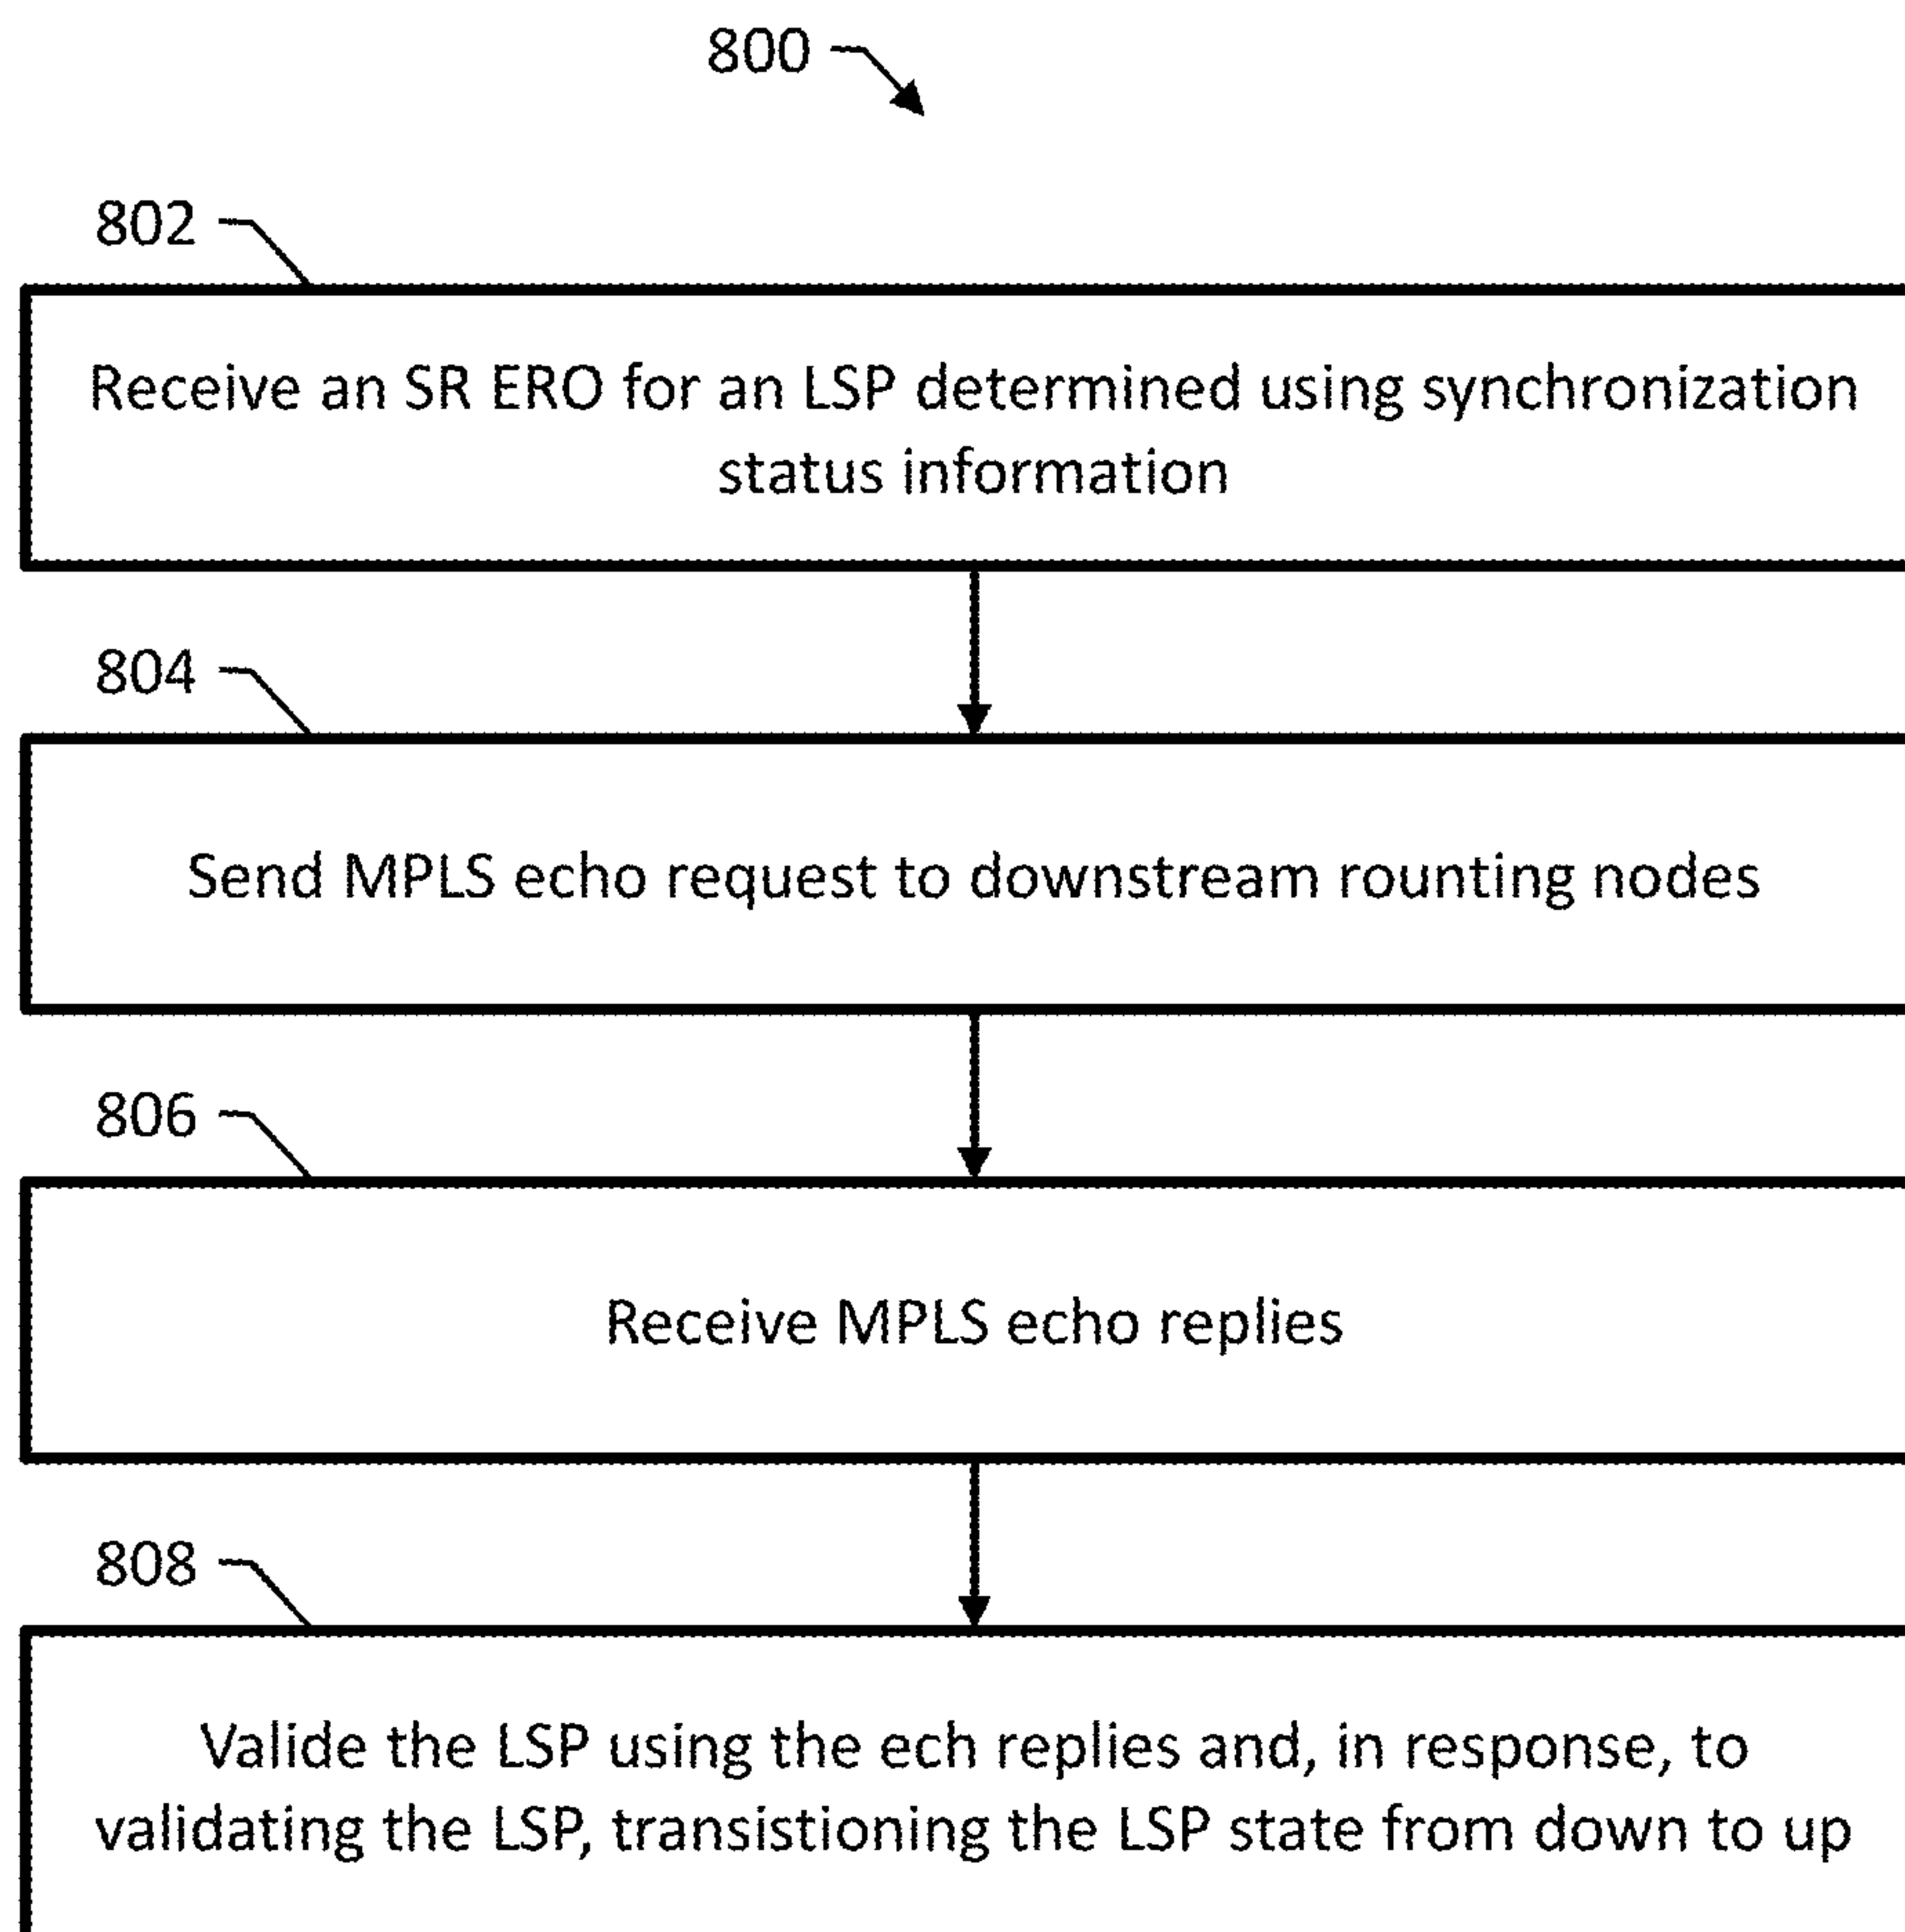 800
802
Receive an SR ERO for an LSP determined using synchronization
status information
804
Send MPLS echo request to downstream rounting nodes
806
Receive MPLS echo replies
808
Valide the LSP using the ech replies and, in response, to
validating the LSP, transistioning the LSP state from down to up